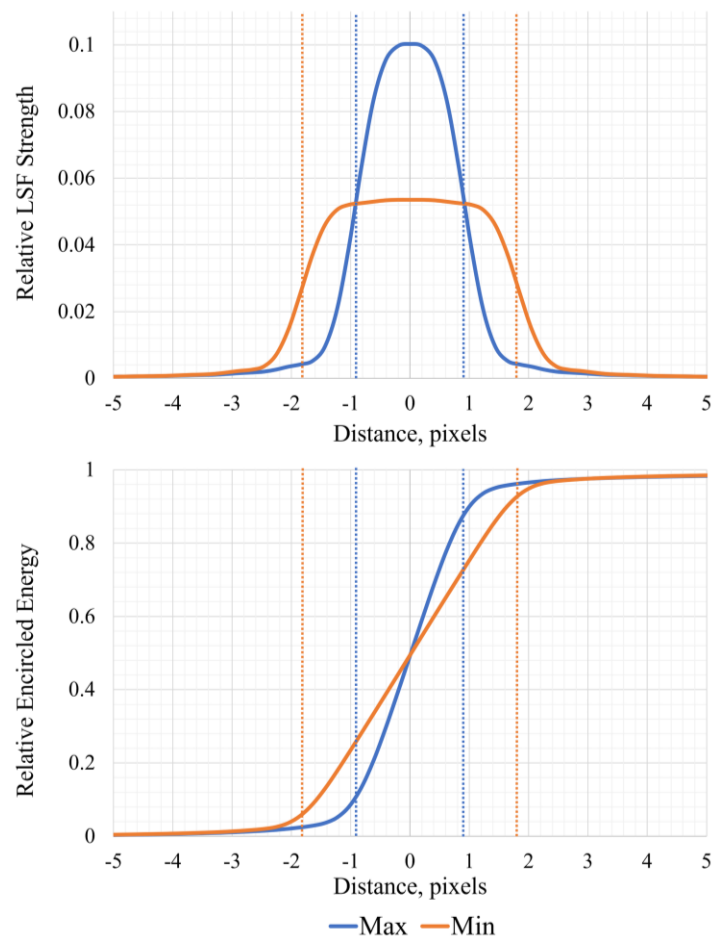 0.1
0.08
0.06
0.04
0.02
0
Relative LSF Strength
-5 -4 -3 -2 -1 0 1 2 3 4 5
Distance, pixels
1
0.8
0.6
0.4
0.2
0
Relative Encircled Energy
-5 -4 -3 -2 -1 0 1 2 3 4 5
Distance, pixels
Max Min